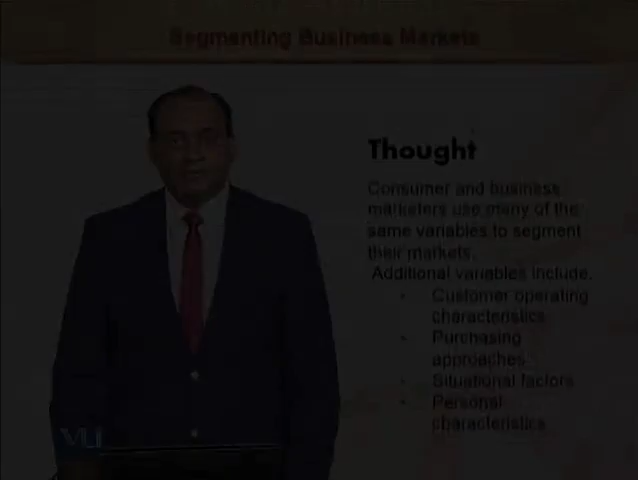 Segmenting Business Markets
Thought
Consumer and business
marketers use many of the
same variables to segment
their markets.
Additional variables include:
• Customer operating
characteristics
• Purchasing
approaches
• Situational factors
• Personal
characteristics
VU